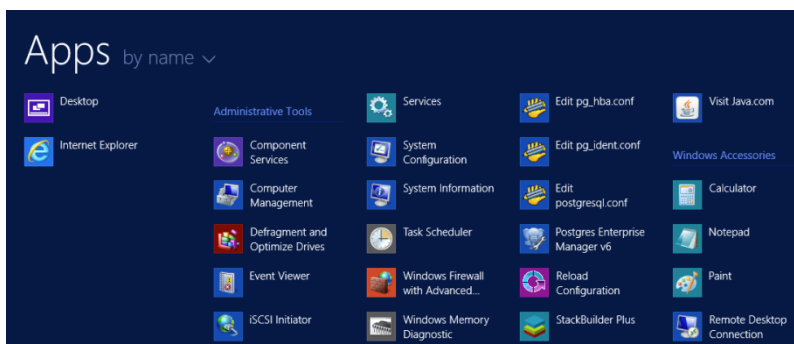 Apps by name
Desktop
Internet Explorer
Administrative Tools
Component
Services
Computer
Management
Defragment and
Optimize Drives
Event Viewer
iSCSI Initiator
Services
System
Configuration
System Information
Task Scheduler
Windows Firewall
with Advanced...
Windows Memory
Diagnostic
Edit pg_hba.conf
Edit pg_ident.conf
Edit
postgresql.conf
Postgres Enterprise
Manager v6
Reload
Configuration
StackBuilder Plus
Visit Java.com
Windows Accessories
Calculator
Notepad
Paint
Remote Desktop
Connection